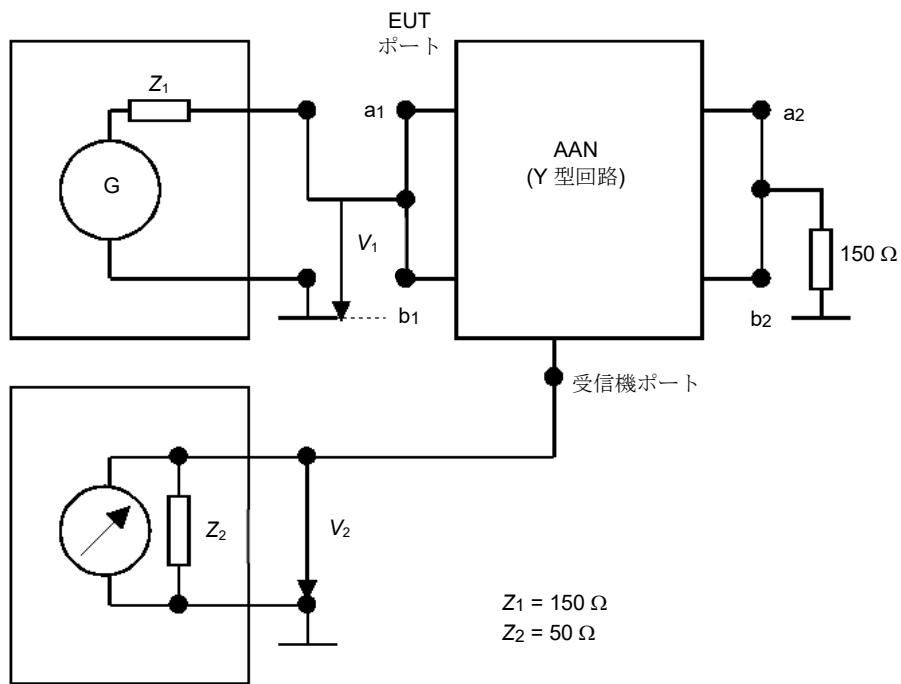 EUT
ポート
Z1
a1
a2
G
AAN
(Y 型回路)
V1
150 Ω
b1
b2
受信機ポート
Z2
V2
Z1 = 150 Ω
Z2 = 50 Ω